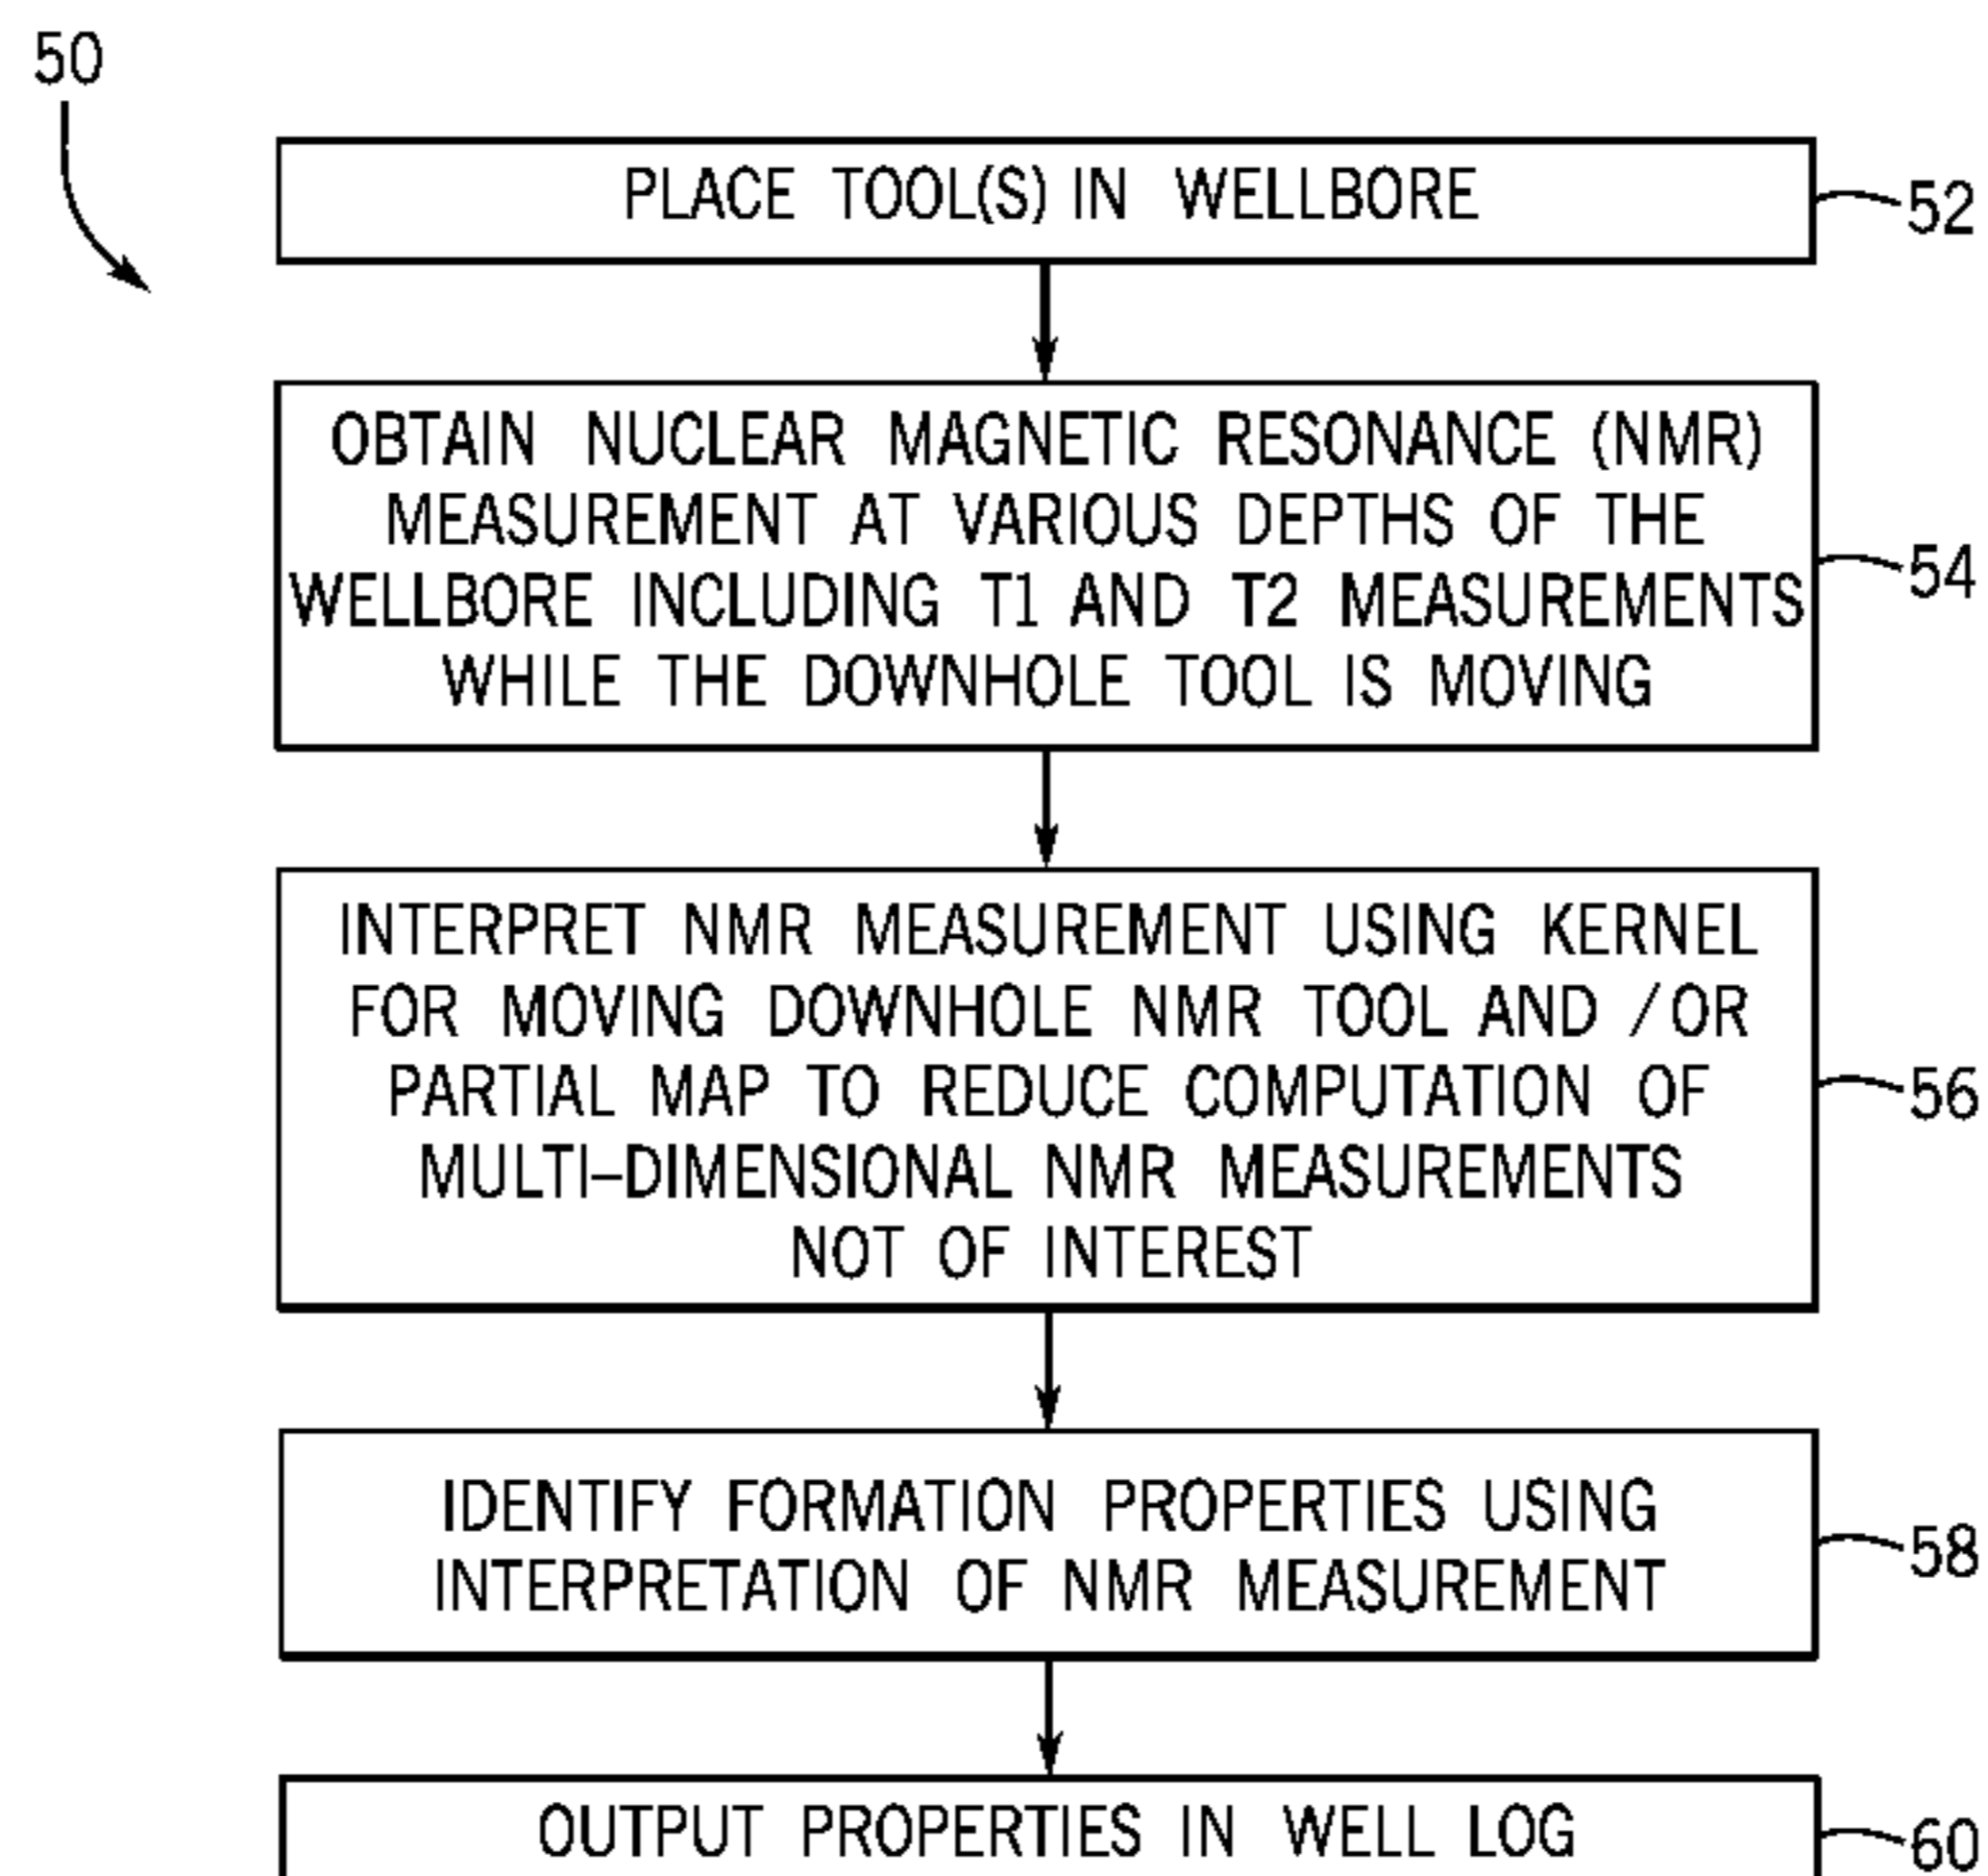 50
PLACE TOOL(S) IN WELLBORE
52
OBTAIN NUCLEAR MAGNETIC RESONANCE (NMR)
MEASUREMENT AT VARIOUS DEPTHS OF THE
WELLBORE INCLUDING T1 AND T2 MEASUREMENTS
WHILE THE DOWNHOLE TOOL IS MOVING
54
INTERPRET NMR MEASUREMENT USING KERNEL
FOR MOVING DOWNHOLE NMR TOOL AND /OR
PARTIAL MAP TO REDUCE COMPUTATION OF
MULTI–DIMENSIONAL NMR MEASUREMENTS
NOT OF INTEREST
56
IDENTIFY FORMATION PROPERTIES USING
INTERPRETATION OF NMR MEASUREMENT
58
OUTPUT PROPERTIES IN WELL LOG
60